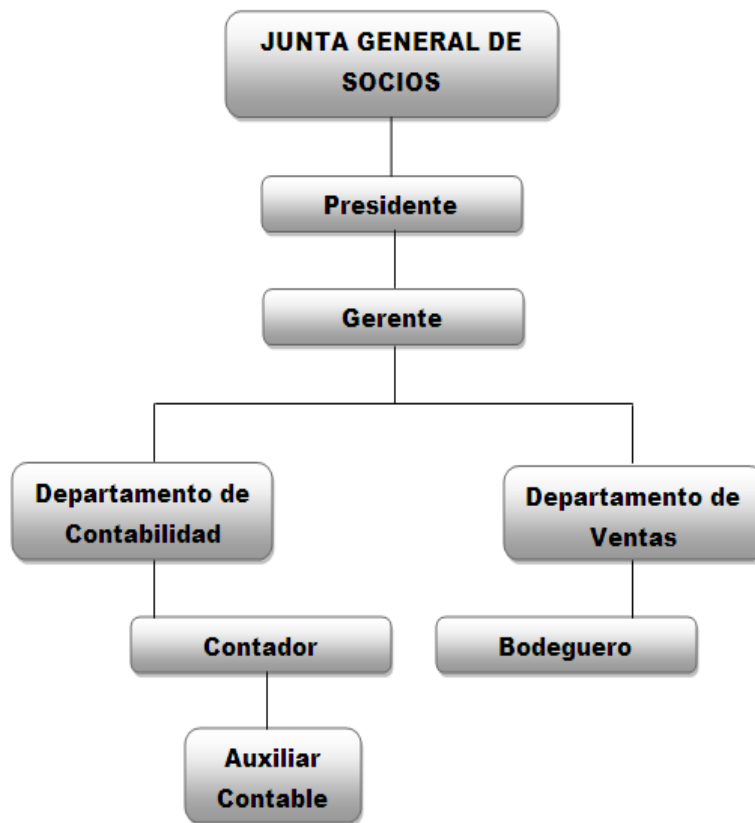 JUNTA GENERAL DE
SOCIOS
Presidente
Gerente
Departamento de
Contabilidad
Departamento de
Ventas
Contador
Bodeguero
Auxiliar
Contable